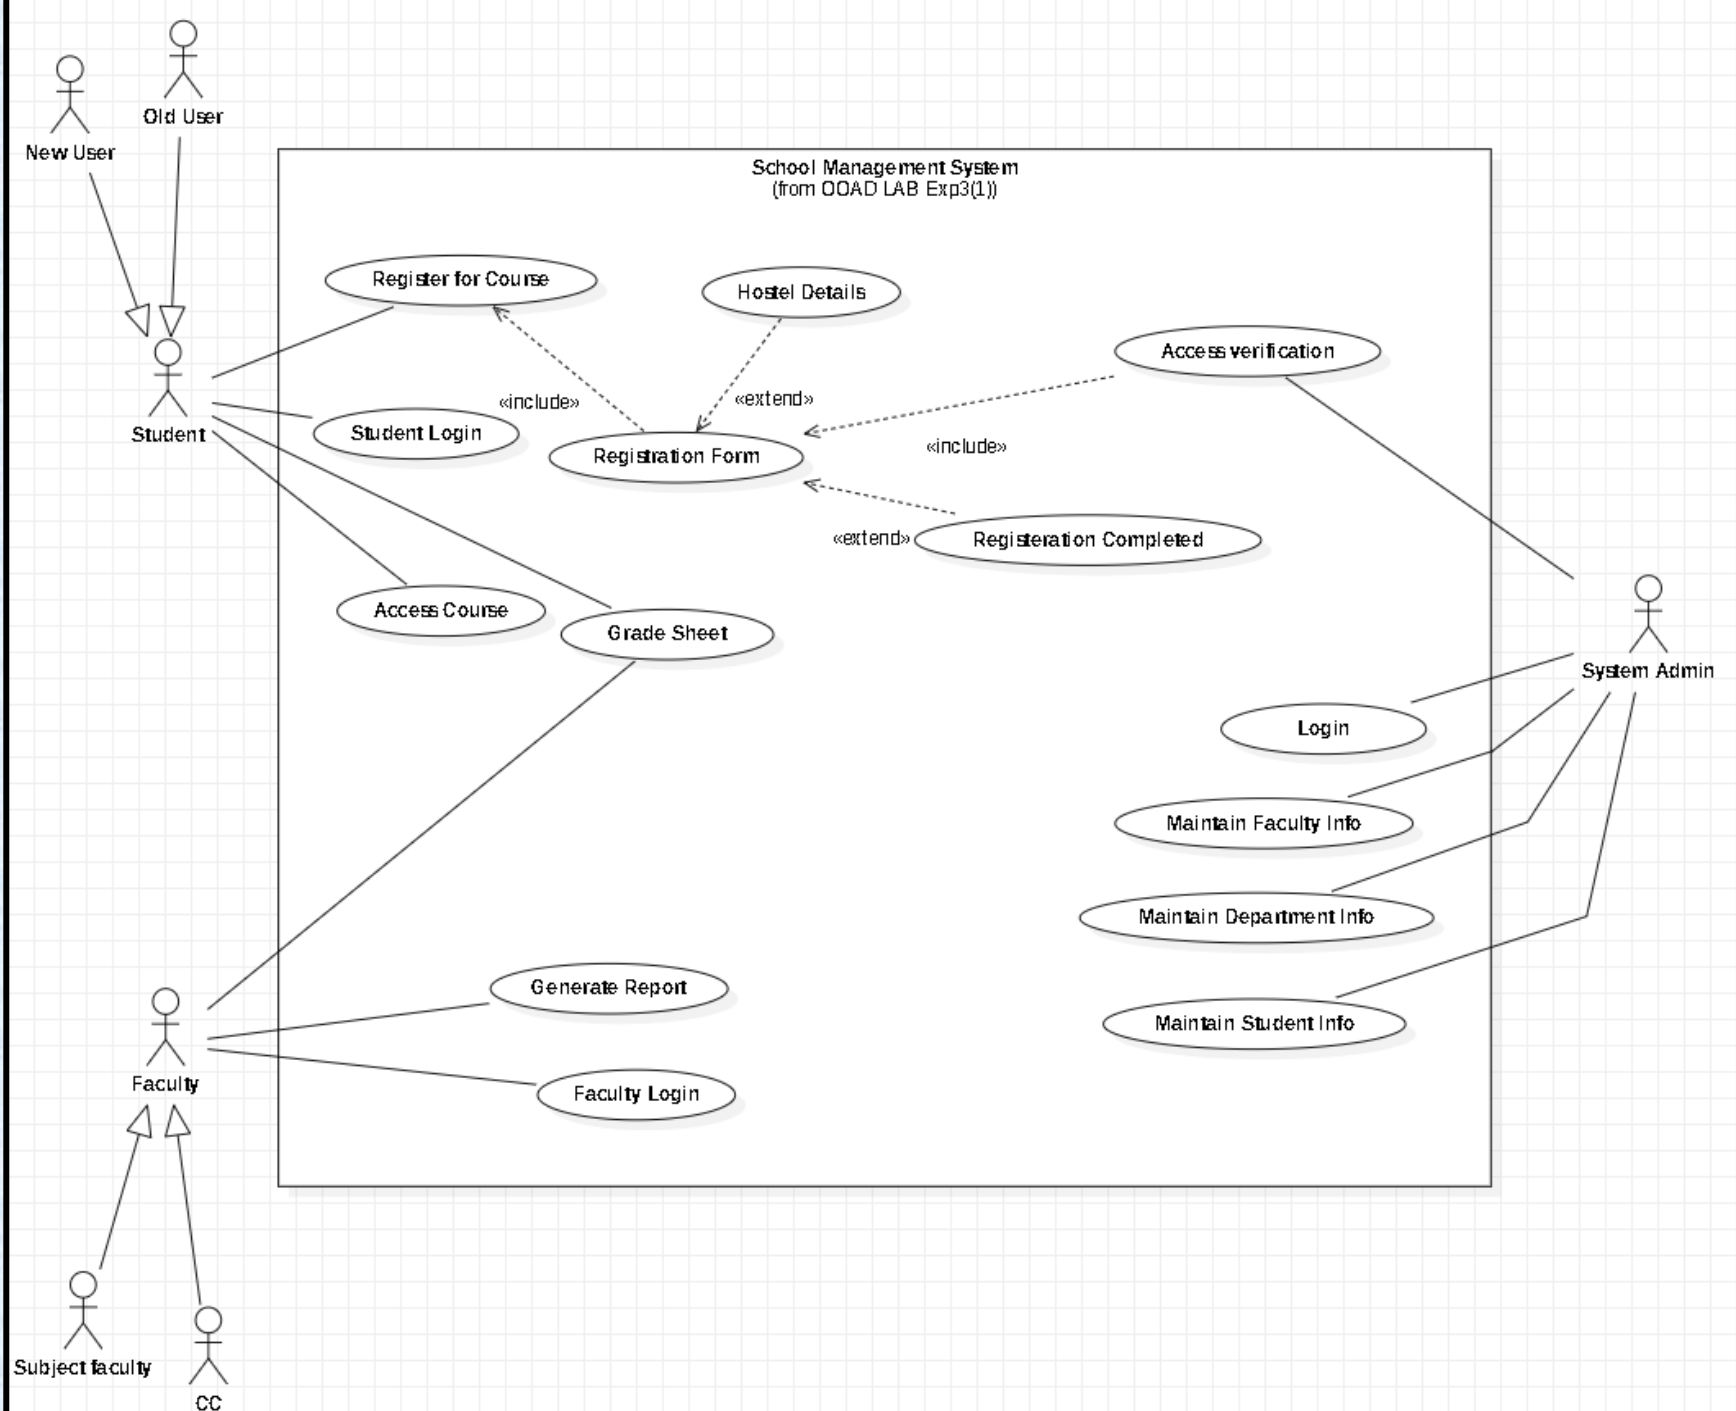 Old User
New User
School Management System
(from OOAD LAB Exp3(1))
Register for Course
Hostel Details
Access verification
«include»
«extend»
Student
Student Login
«include»
Registration Form
«extend»
Registeration Completed
Access Course
Grade Sheet
System Admin
Login
Maintain Faculty Info
Maintain Department Info
Generate Report
Maintain Student Info
Faculty
Faculty Login
Subject faculty
CC